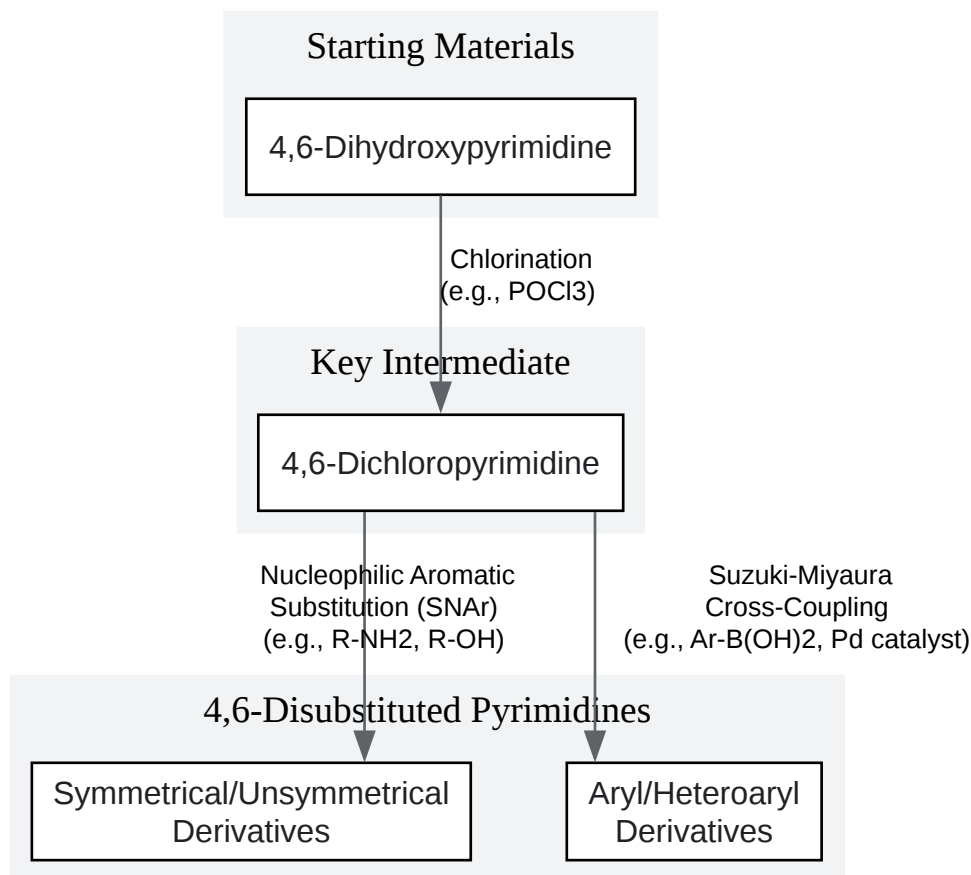 Starting Materials
4,6-Dihydroxypyrimidine
Chlorination
(e.g., POCl3)
Key Intermediate
4,6-Dichloropyrimidine
Nucleophilic Aromatic
Substitution (SNAr)
(e.g., R-NH2, R-OH)
Suzuki-Miyaura
Cross-Coupling
(e.g., Ar-B(OH)2, Pd catalyst)
4,6-Disubstituted Pyrimidines
Symmetrical/Unsymmetrical
Derivatives
Aryl/Heteroaryl
Derivatives